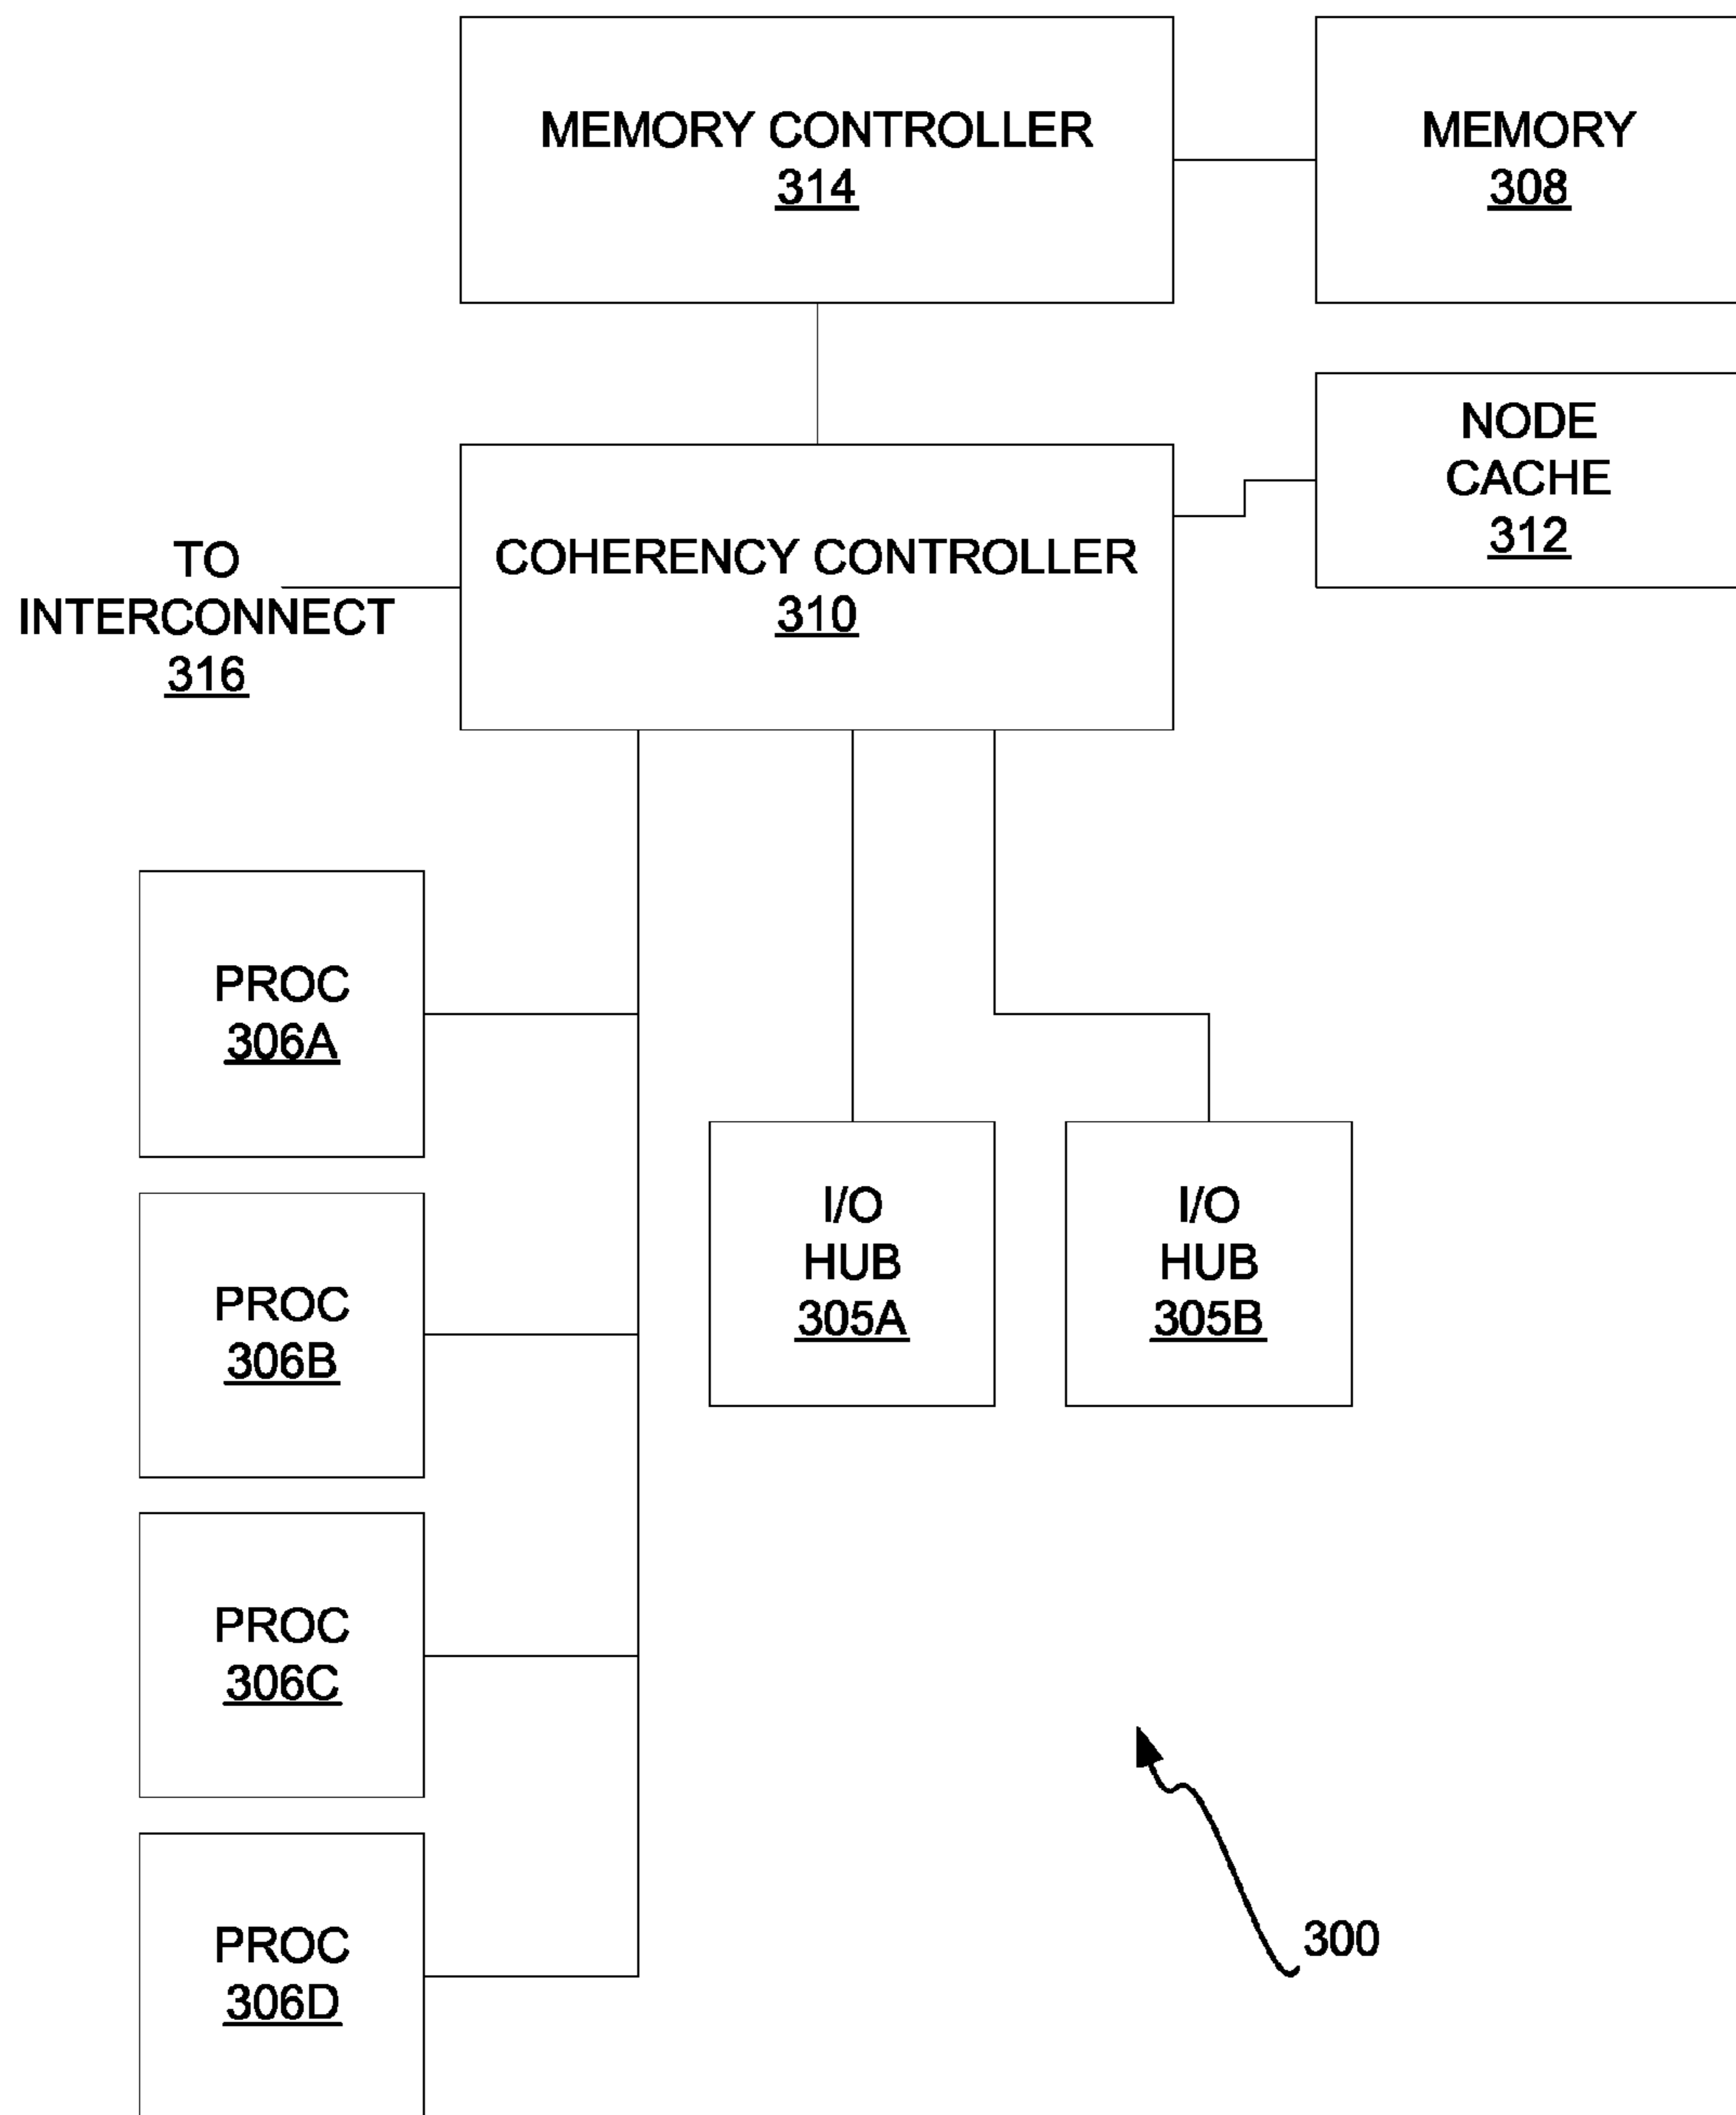 MEMORY CONTROLLER
314
MEMORY
308
NODE
CACHE
312
COHERENCY CONTROLLER
310
TO
INTERCONNECT
316
PROC
306A
PROC
306B
PROC
306C
PROC
306D
I/O
HUB
305A
I/O
HUB
305B
300